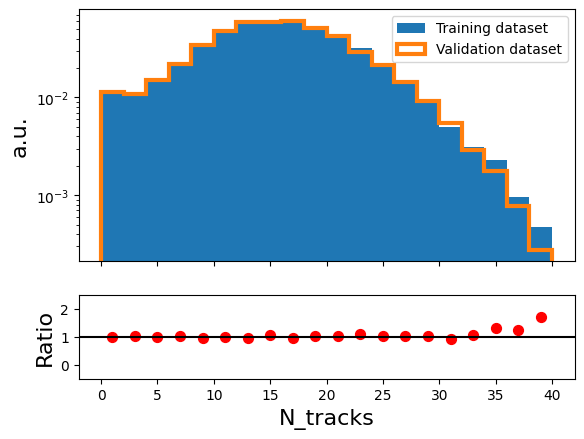 Training dataset
Validation dataset
a.u.
10⁻²
10⁻³
Ratio
2
1
0
0 5 10 15 20 25 30 35 40
N_tracks